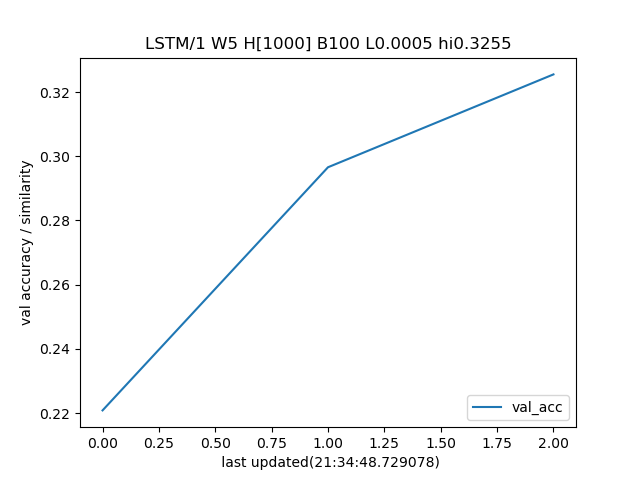 LSTM/1 W5 H[1000] B100 L0.0005 hi0.3255
val accuracy / similarity
0.32
0.30
0.28
0.26
0.24
0.22
val_acc
0.00 0.25 0.50 0.75 1.00 1.25 1.50 1.75 2.00
last updated(21:34:48.729078)